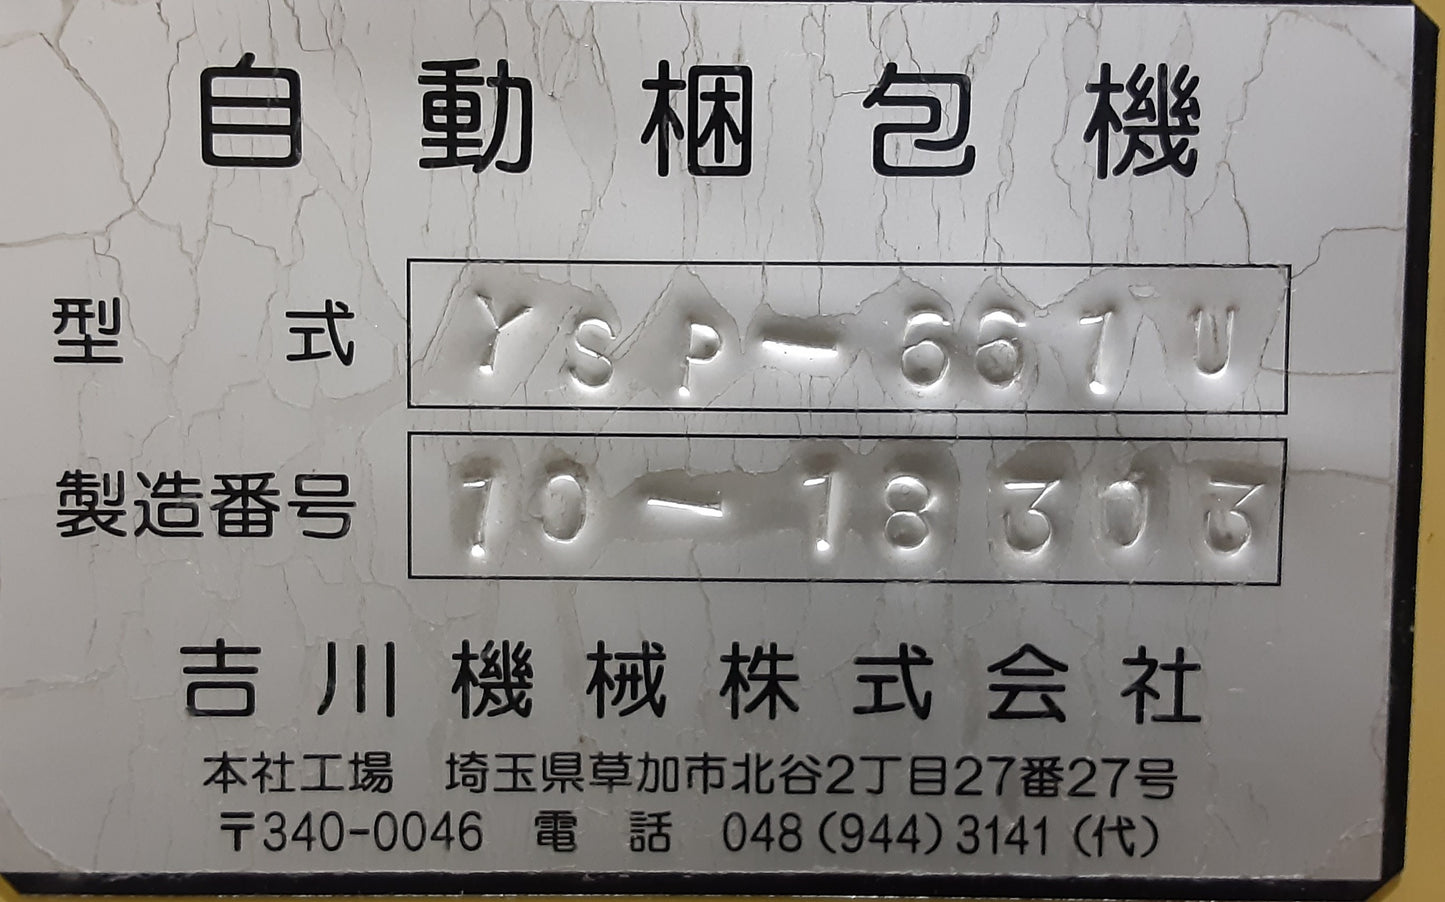 自動梱包機
型式 YSP-661U
製造番号 10-18303
吉川機械株式会社
本社工場 埼玉県草加市北谷2丁目27番27号
〒340-0046 電話 048(944)3141(代)